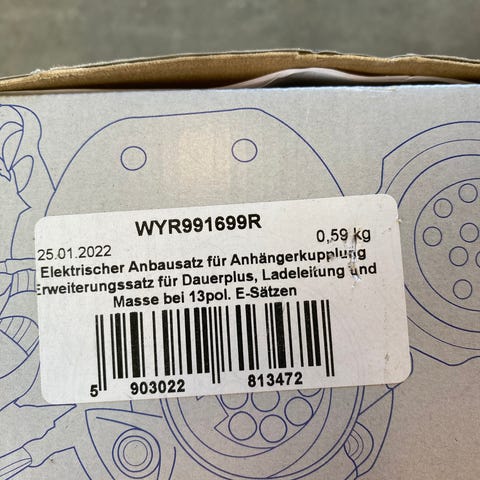 WYR991699R
25.01.2022 0,59 kg
Elektrischer Anbausatz für Anhängerkupplung
Erweiterungssatz für Dauerplus, Ladeleitung und
Masse bei 13pol. E-Sätzen
5 903022 813472